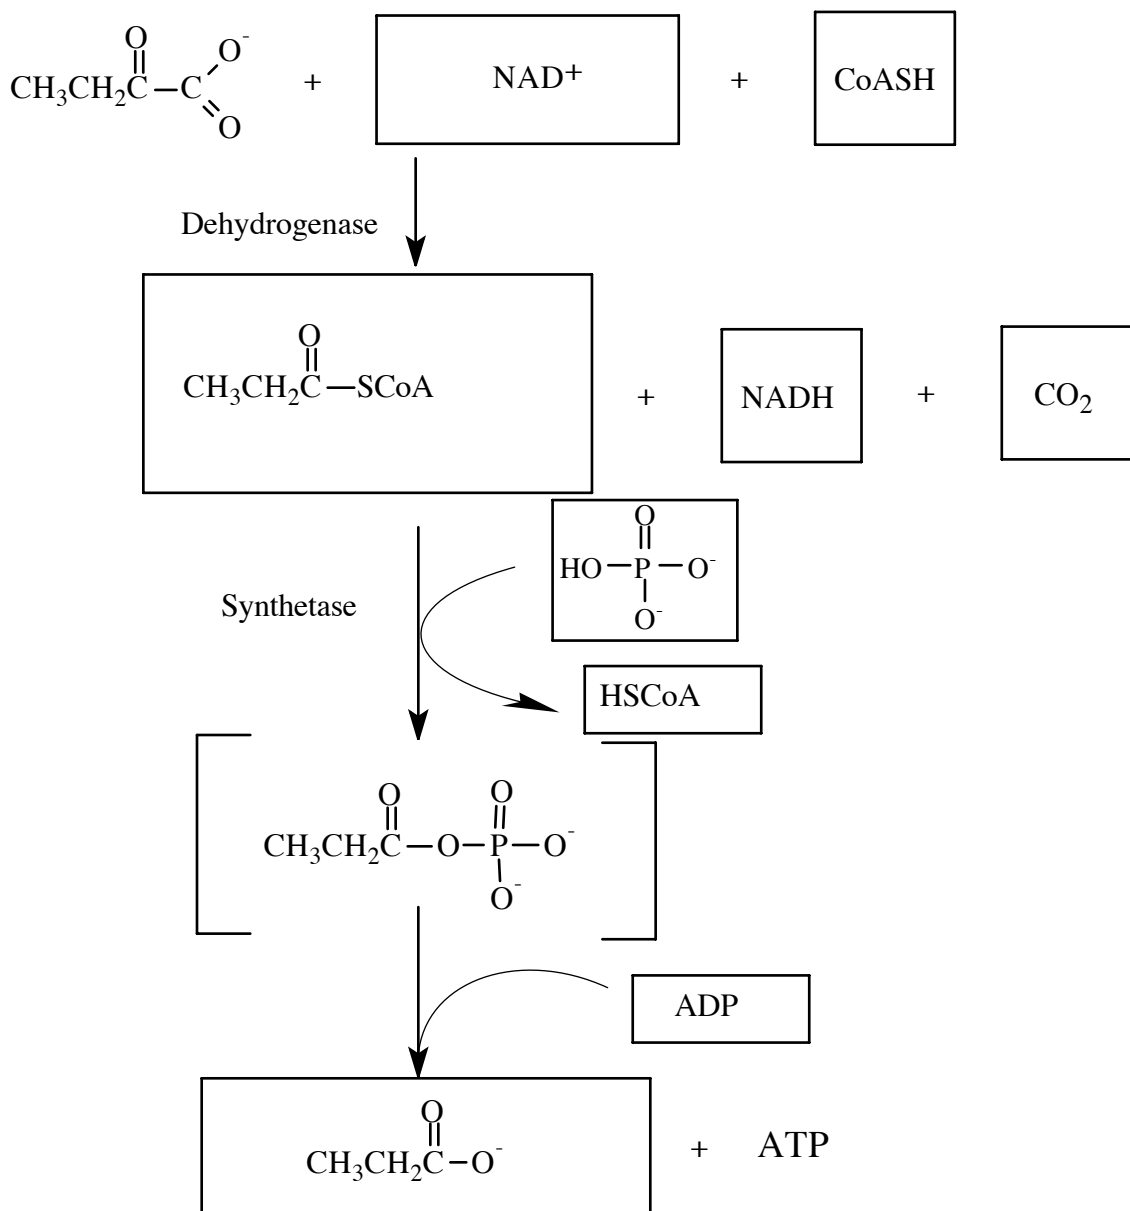 O
O-
CH3CH2C—C + NAD+ + CoASH
O
Dehydrogenase
O
CH3CH2C—SCoA + NADH + CO2
O
HO—P—O-
O-
Synthetase
HSCoA
O O
CH3CH2C—O—P—O-
O-
ADP
O
CH3CH2C—O- + ATP